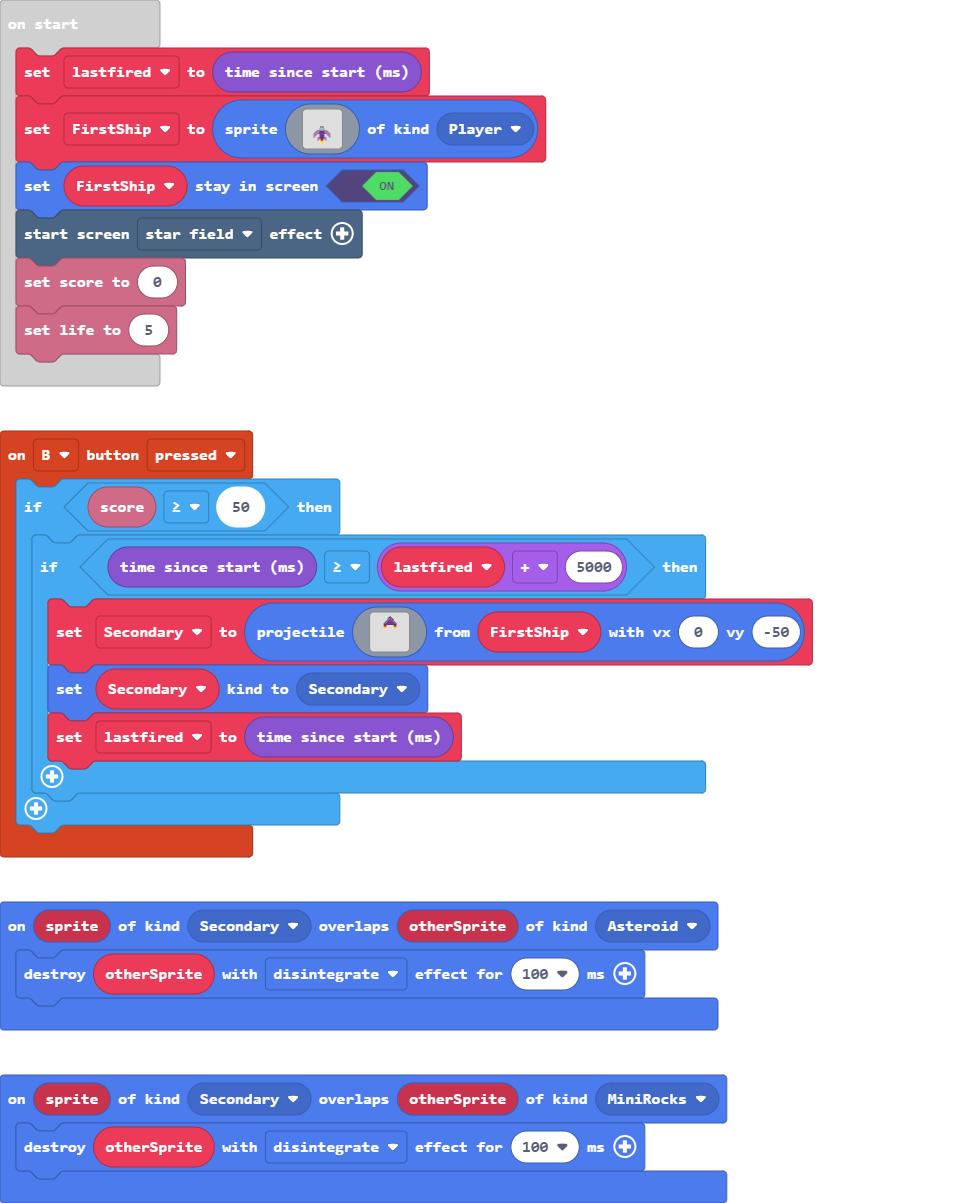 on start
set lastfired to time since start (ms)
set FirstShip to sprite of kind Player
set FirstShip stay in screen ON
start screen star field effect
set score to 0
set life to 5
on B button pressed
if score ≥ 50 then
if time since start (ms) ≥ lastfired + 5000 then
set Secondary to projectile from FirstShip with vx 0 vy -50
set Secondary kind to Secondary
set lastfired to time since start (ms)
on sprite of kind Secondary overlaps otherSprite of kind Asteroid
destroy otherSprite with disintegrate effect for 100 ms
on sprite of kind Secondary overlaps otherSprite of kind MiniRocks
destroy otherSprite with disintegrate effect for 100 ms